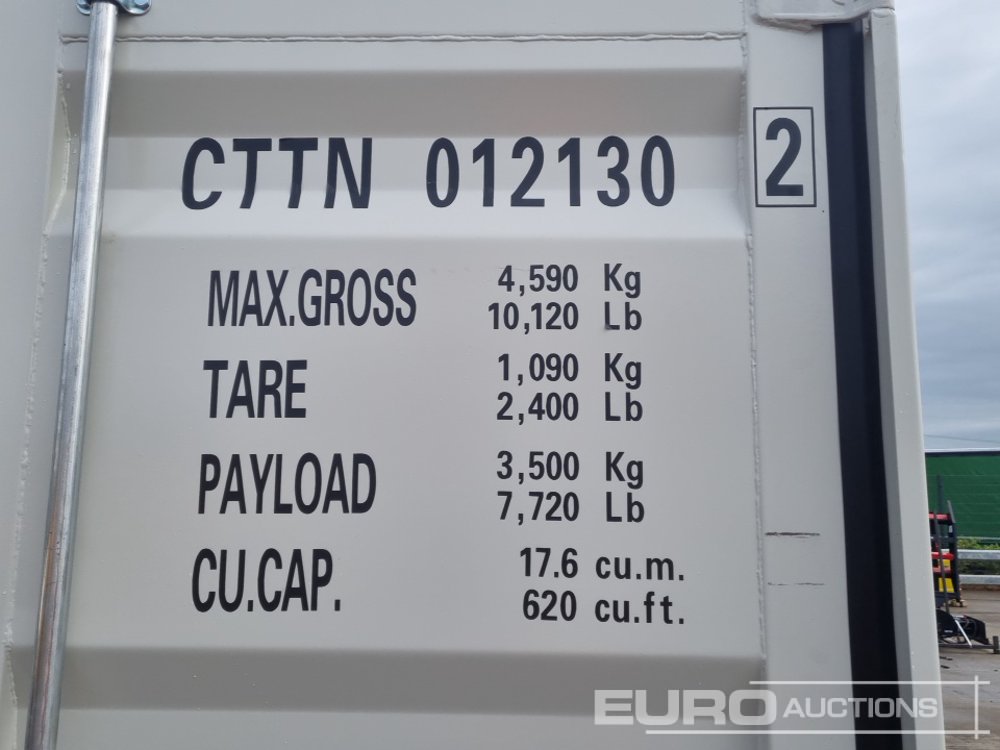 CTTN 012130 2
MAX.GROSS 4,590 Kg
10,120 Lb
TARE 1,090 Kg
2,400 Lb
PAYLOAD 3,500 Kg
7,720 Lb
CU.CAP. 17.6 cu.m.
620 cu.ft.
EURO AUCTIONS